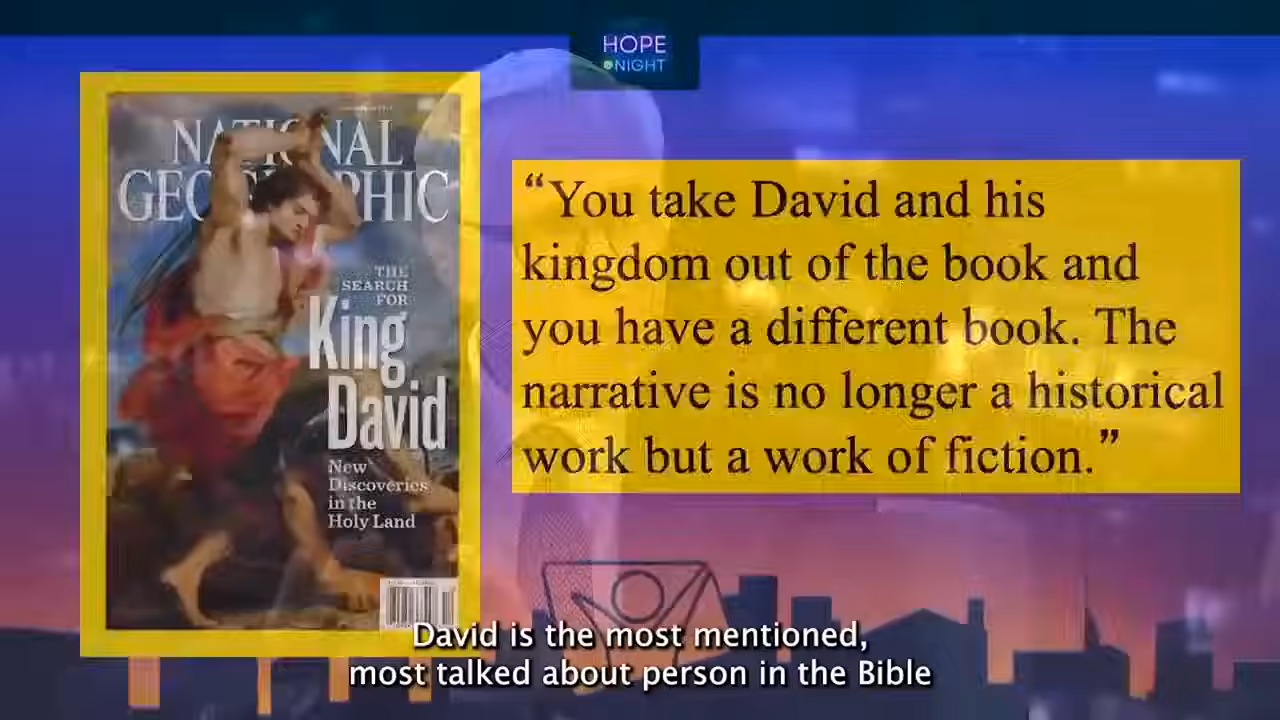 HOPE
@NIGHT
NATIONAL
GEOGRAPHIC
THE
SEARCH
FOR
King
David
New
Discoveries
in the
Holy Land
“You take David and his
kingdom out of the book and
you have a different book. The
narrative is no longer a historical
work but a work of fiction.”
David is the most mentioned,
most talked about person in the Bible